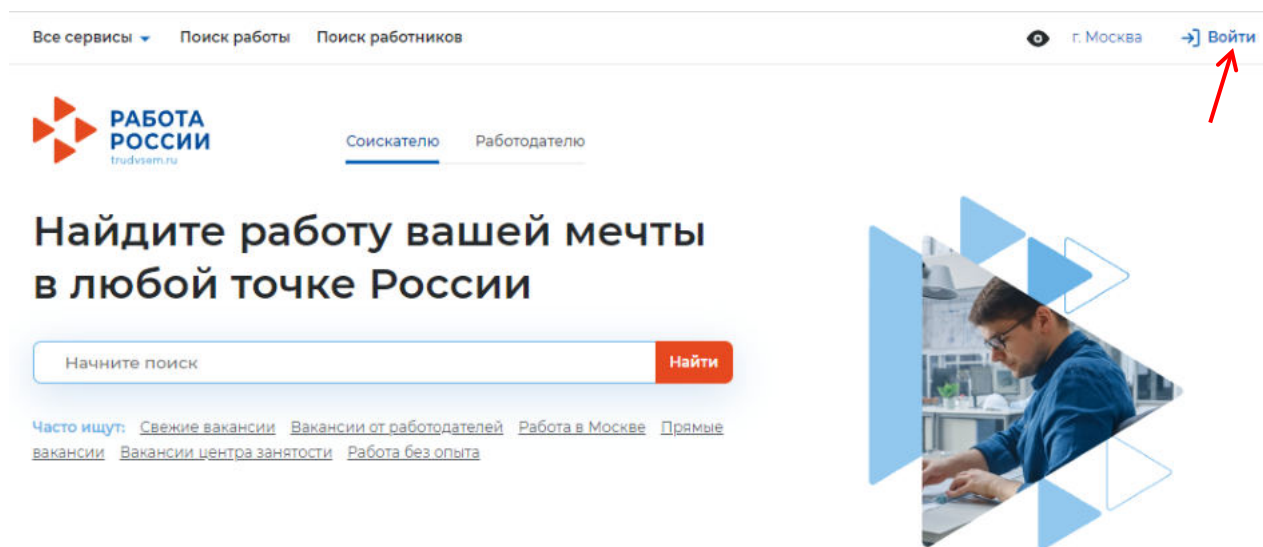 Все сервисы Поиск работы Поиск работников г. Москва Войти
РАБОТА
РОССИИ
trudvsem.ru
Соискателю Работодателю
Найдите работу вашей мечты
в любой точке России
Начните поиск Найти
Часто ищут: Свежие вакансии Вакансии от работодателей Работа в Москве Прямые
вакансии Вакансии центра занятости Работа без опыта